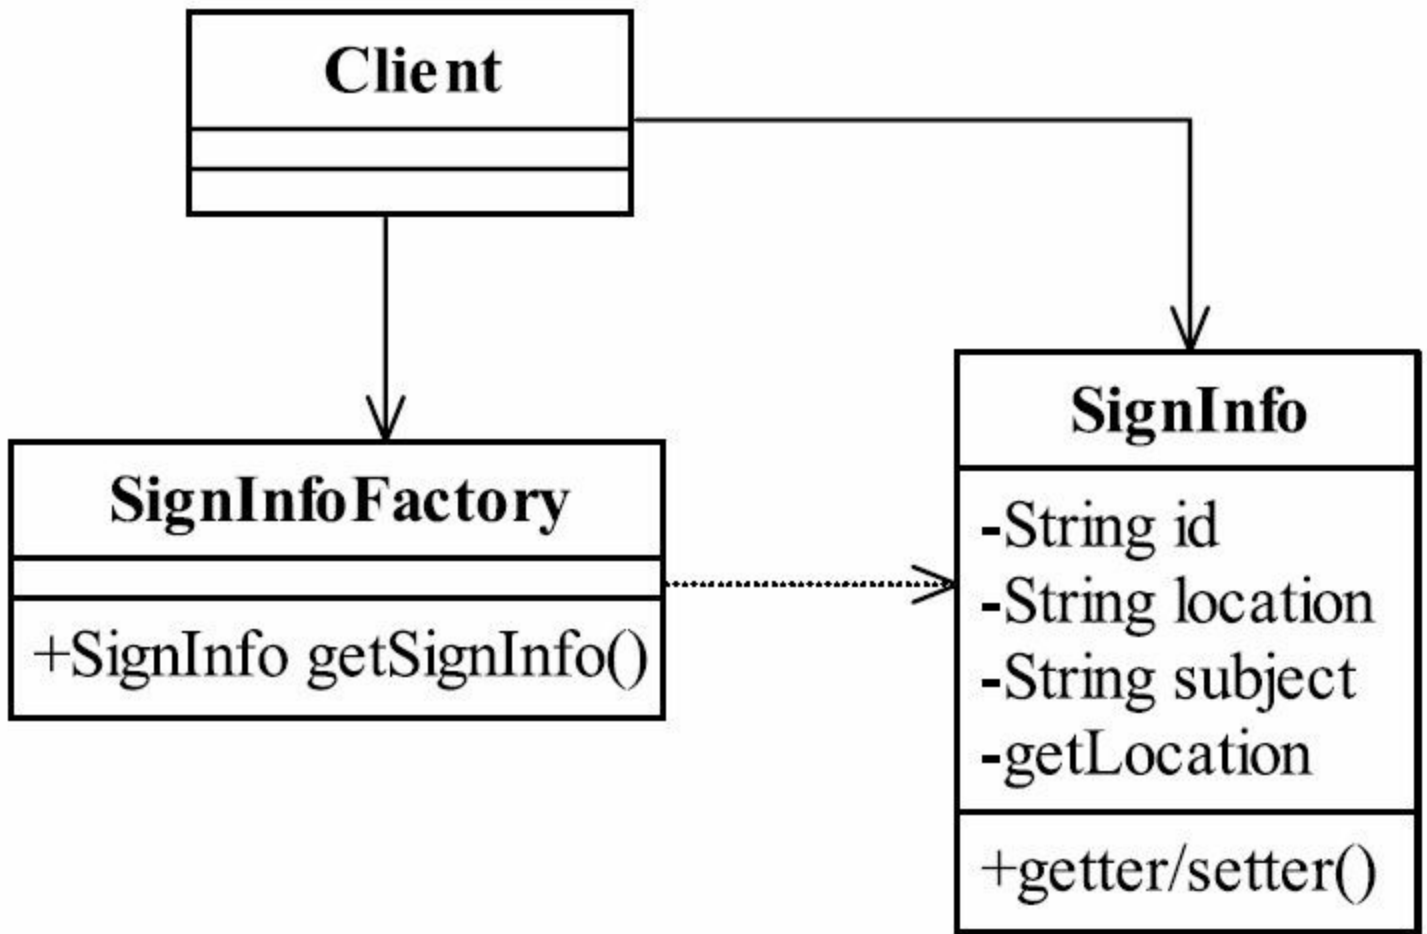 Client
SignInfoFactory
+SignInfo getSignInfo()
SignInfo
-String id
-String location
-String subject
-getLocation
+getter/setter()